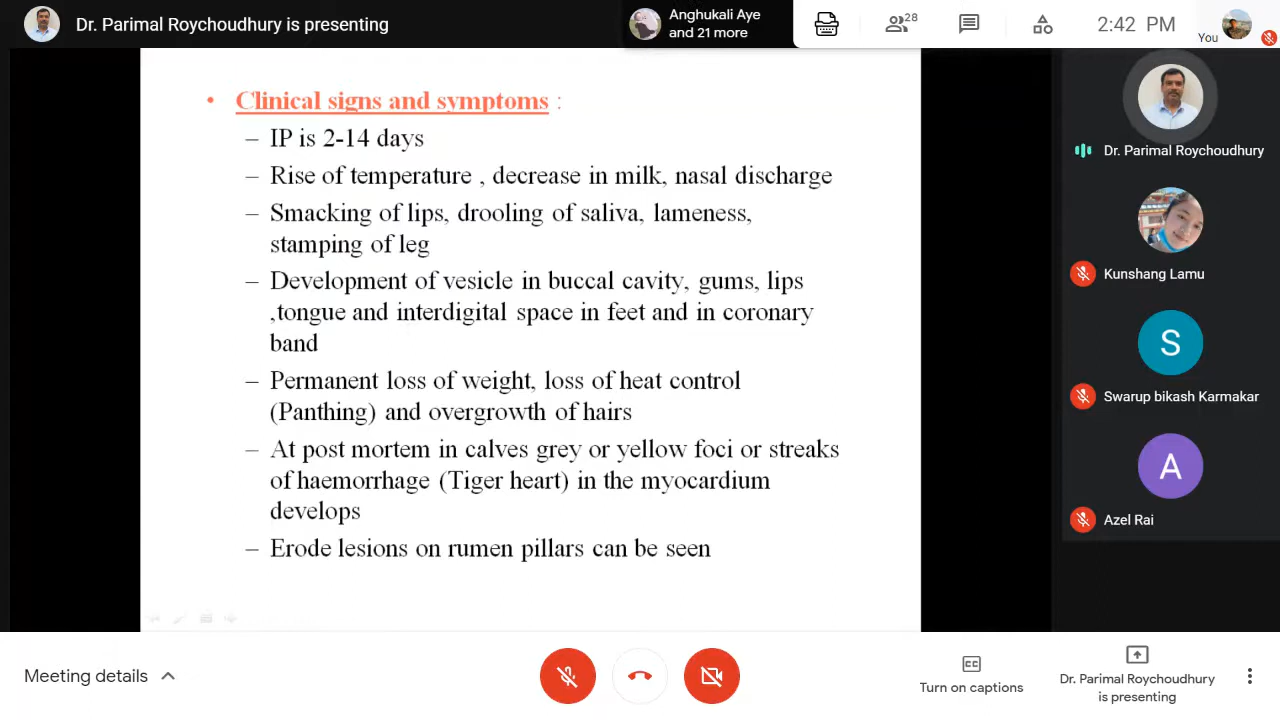 Dr. Parimal Roychoudhury is presenting
Anghukali Aye
and 21 more
28
2:42 PM
You
• Clinical signs and symptoms :
– IP is 2-14 days
– Rise of temperature , decrease in milk, nasal discharge
– Smacking of lips, drooling of saliva, lameness,
stamping of leg
– Development of vesicle in buccal cavity, gums, lips
,tongue and interdigital space in feet and in coronary
band
– Permanent loss of weight, loss of heat control
(Panthing) and overgrowth of hairs
– At post mortem in calves grey or yellow foci or streaks
of haemorrhage (Tiger heart) in the myocardium
develops
– Erode lesions on rumen pillars can be seen
Dr. Parimal Roychoudhury
Kunshang Lamu
S
Swarup bikash Karmakar
A
Azel Rai
Meeting details
CC
Turn on captions
Dr. Parimal Roychoudhury
is presenting